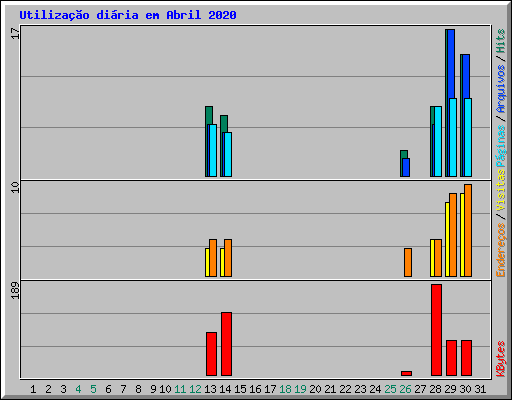 Utilização diária em Abril 2020
17
10
189
Endereços / Visitas Páginas / Arquivos / Hits
KBytes
1 2 3 4 5 6 7 8 9 10 11 12 13 14 15 16 17 18 19 20 21 22 23 24 25 26 27 28 29 30 31